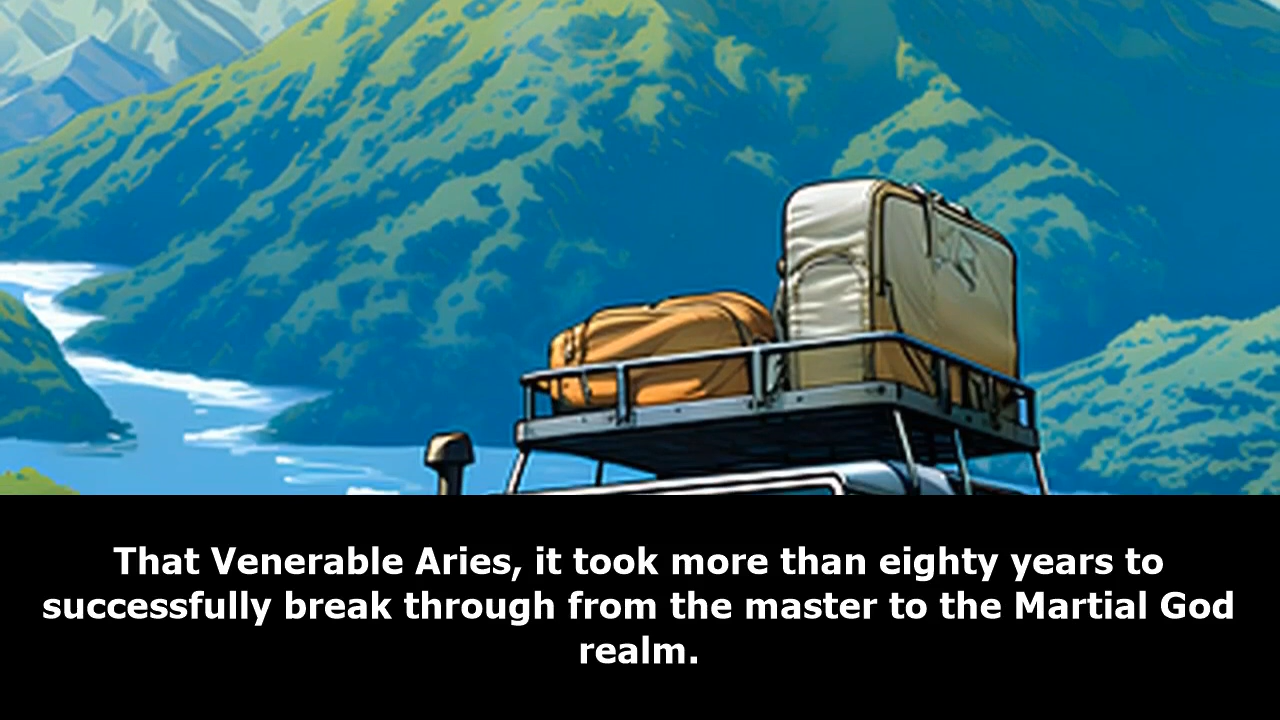 That Venerable Aries, it took more than eighty years to
successfully break through from the master to the Martial God
realm.